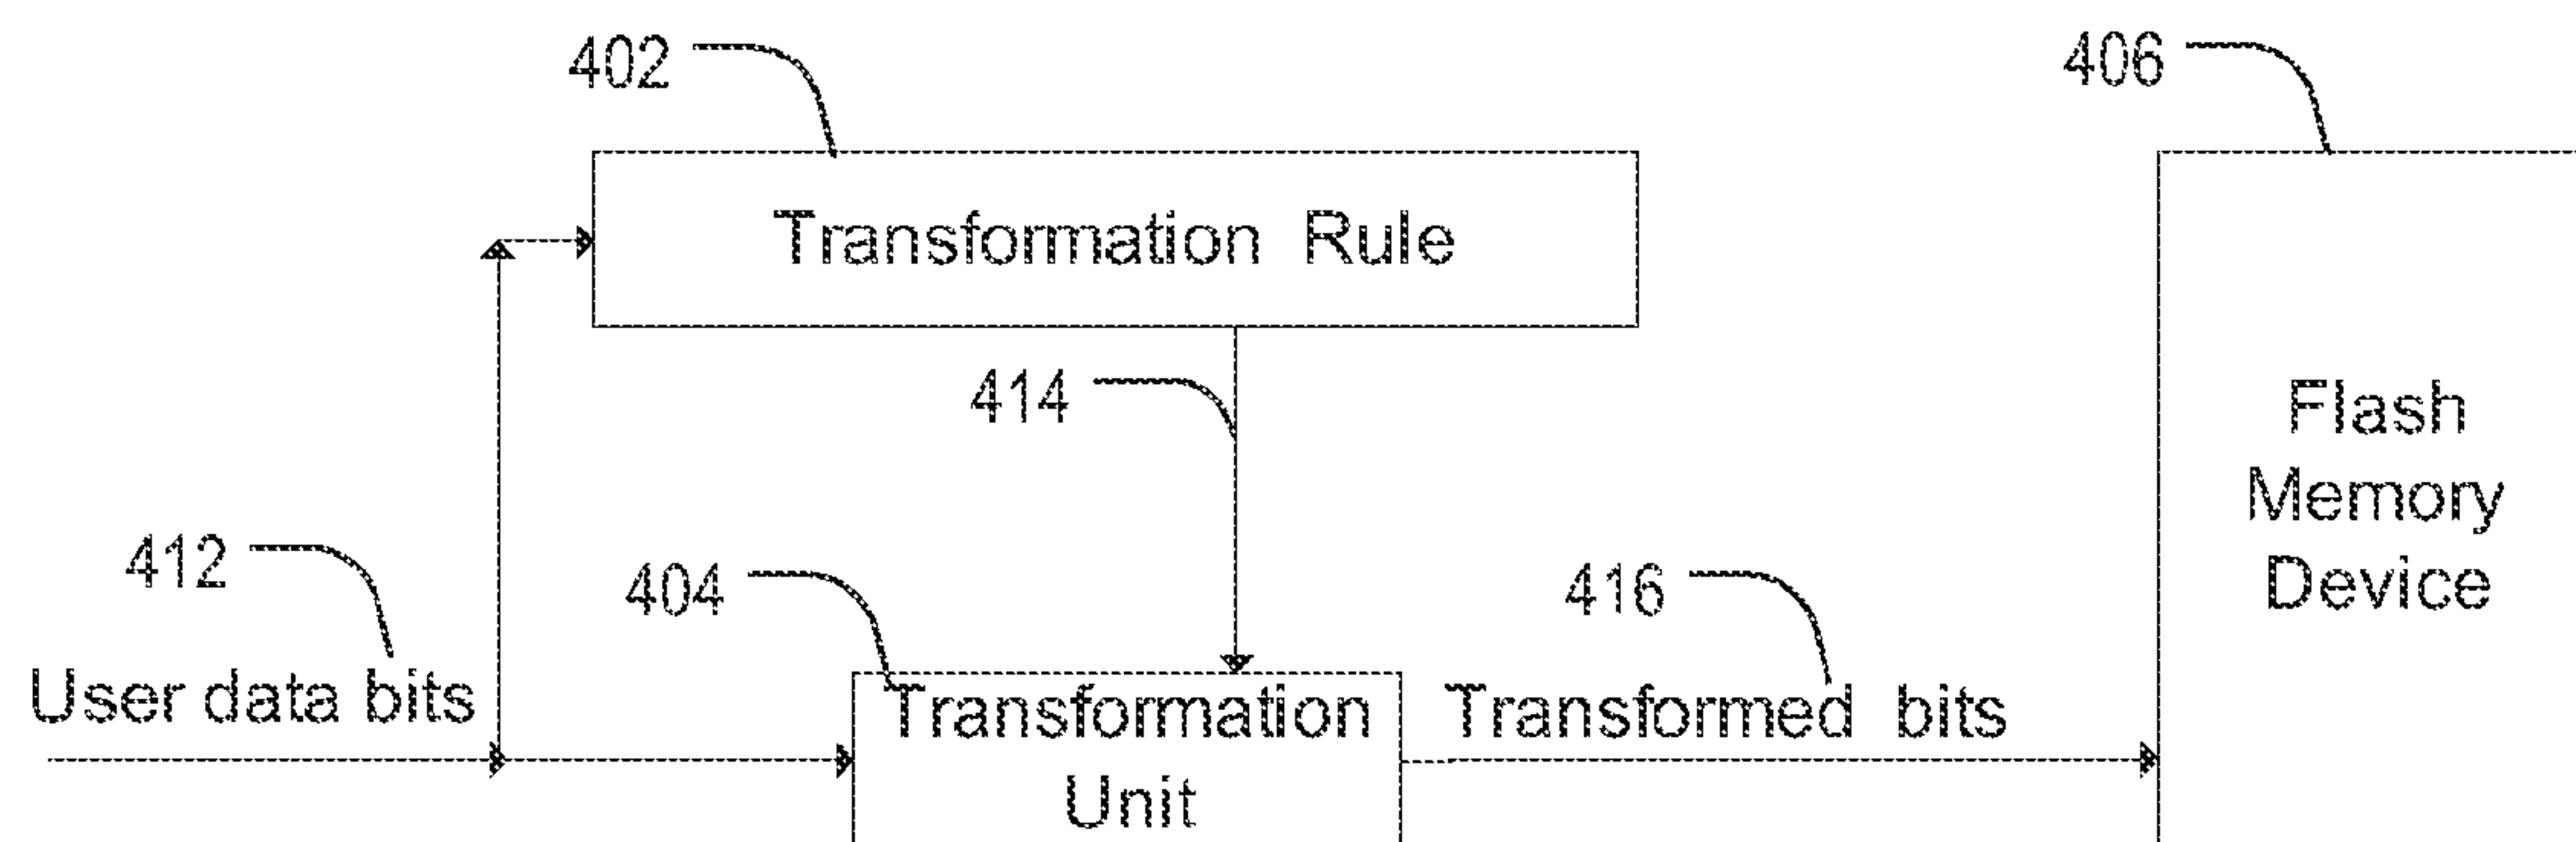 402
406
Transformation Rule
414
Flash
Memory
Device
412
404
416
User data bits
Transformation
Unit
Transformed bits